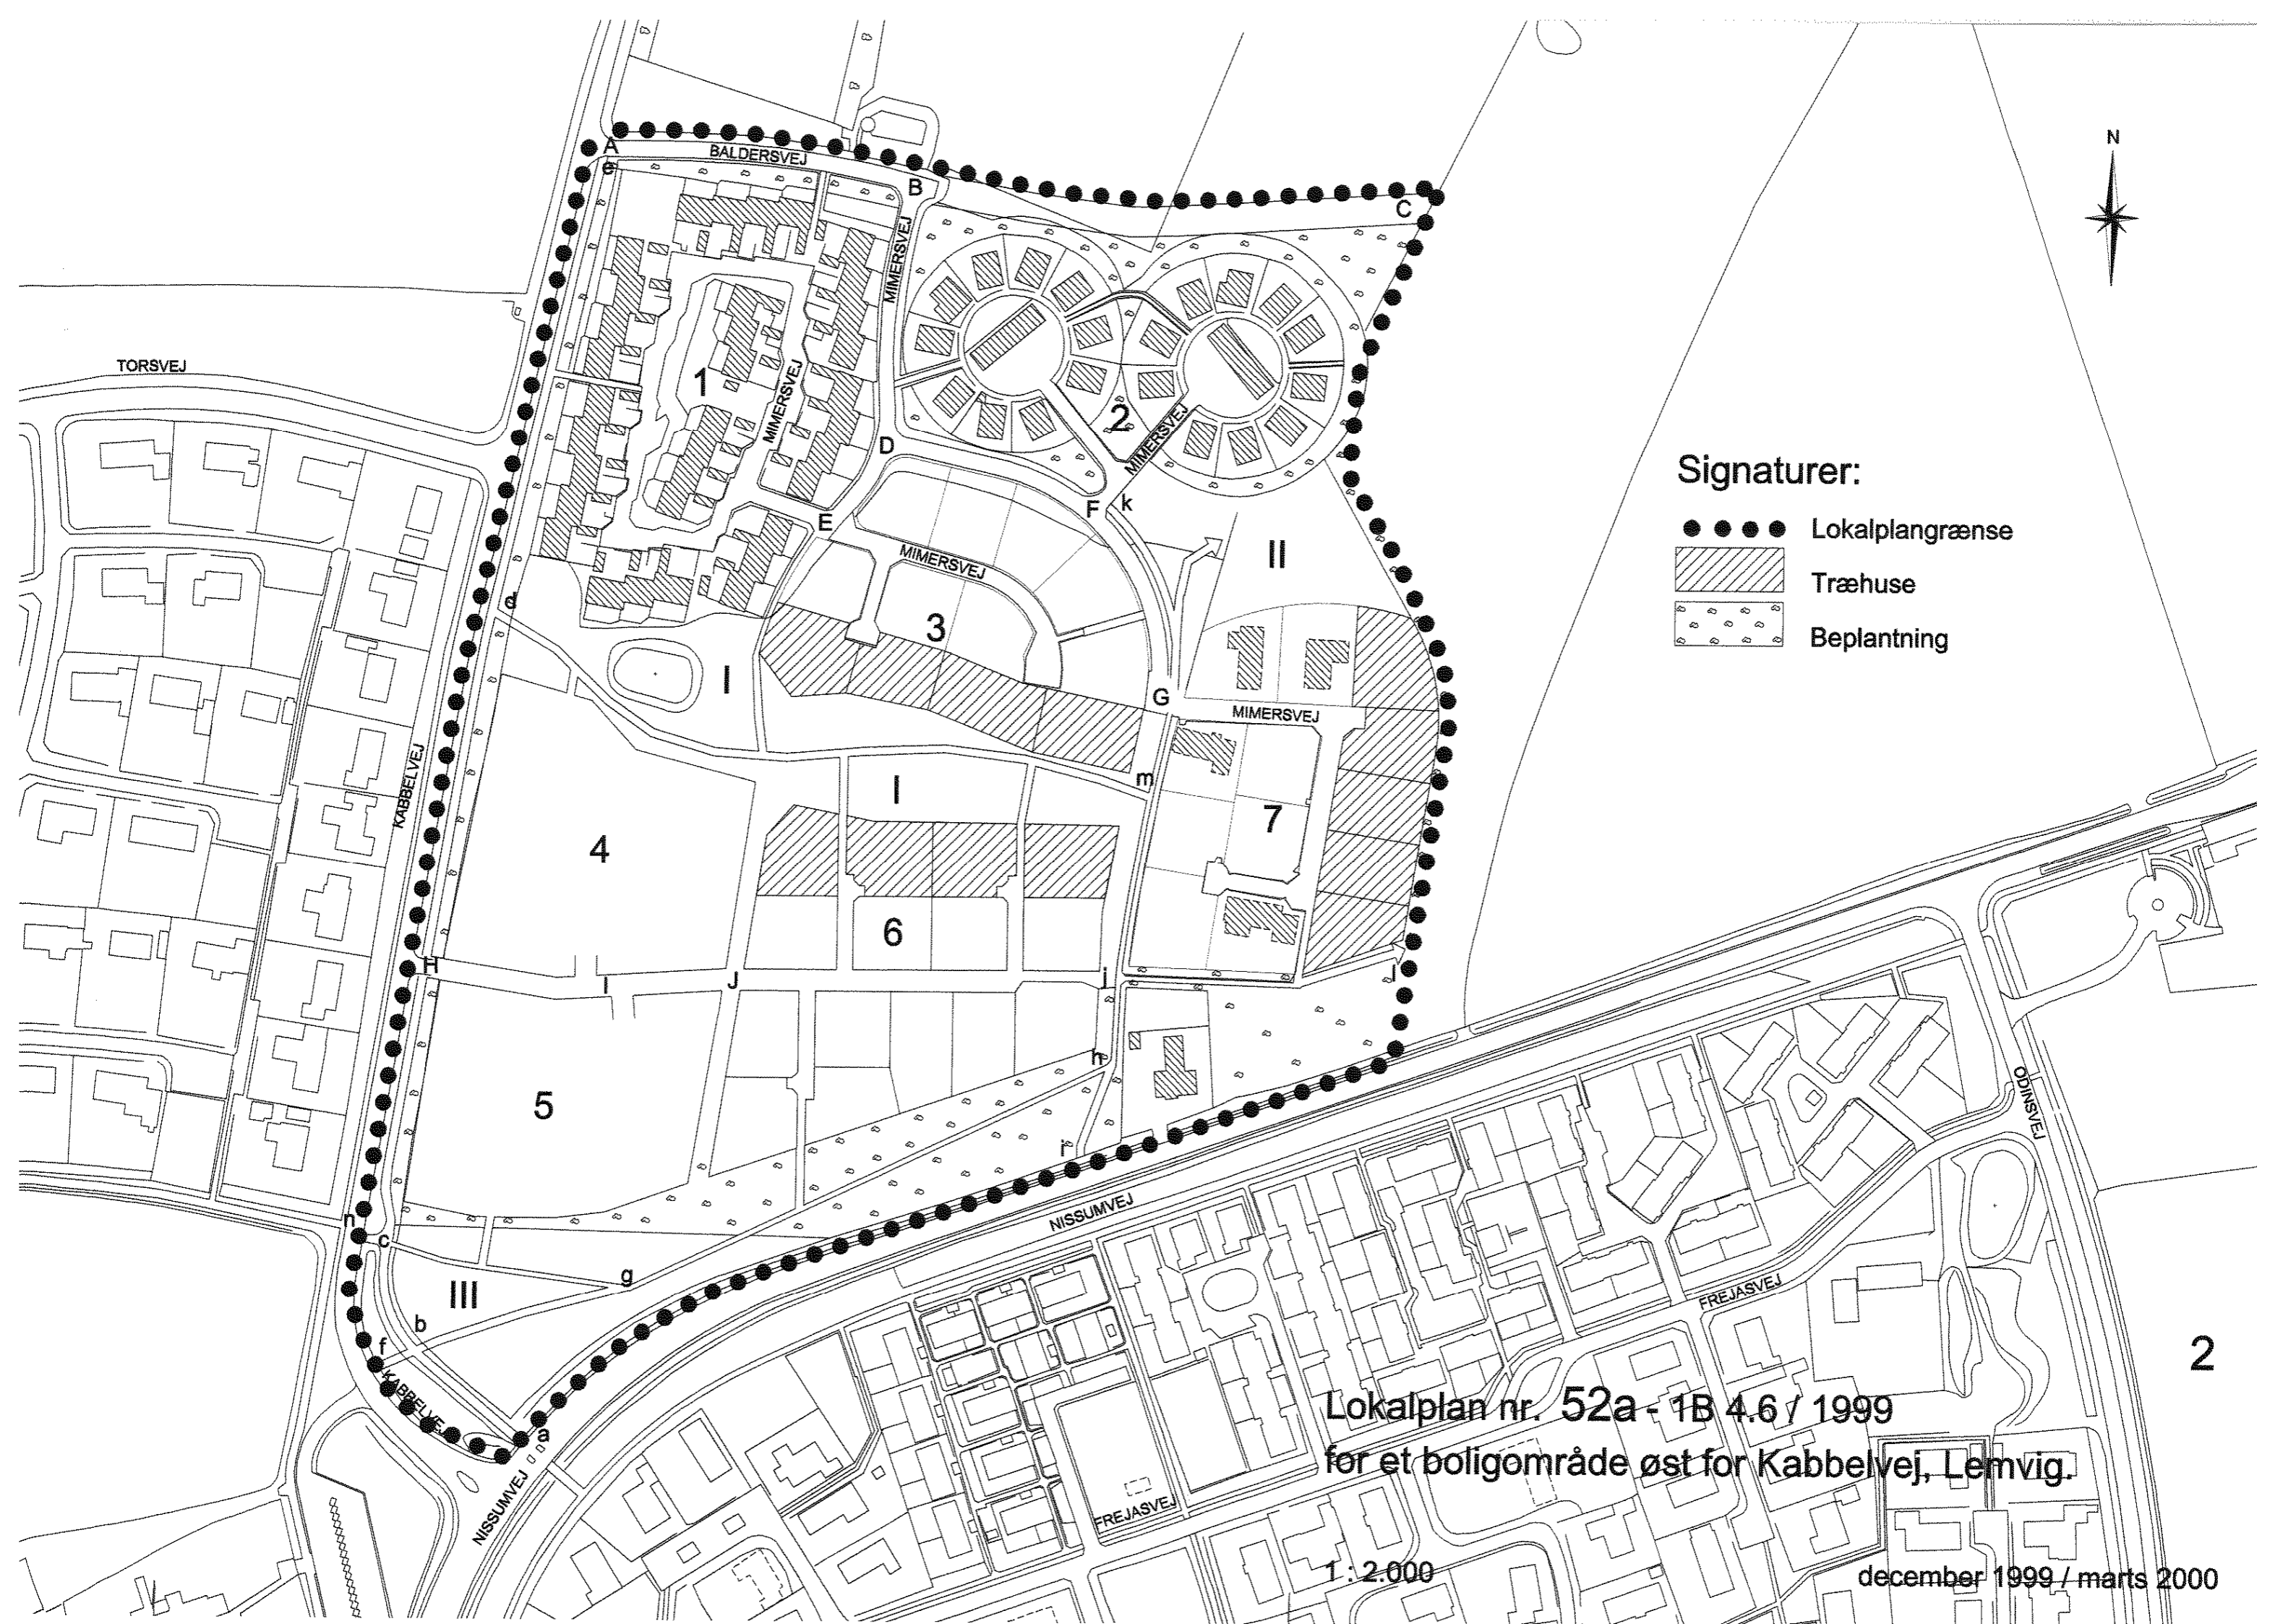 N
A
BALDERSVEJ
e
B
C
MIMERSVEJ
TORSVEJ
1
MIMERSVEJ
2
MIMERSVEJ
D
Signaturer:
F
k
E
Lokalplangrænse
II
MIMERSVEJ
Træhuse
d
3
Beplantning
I
G
MIMERSVEJ
KABBELVEJ
m
I
7
4
6
H
I
J
j
l
h
5
ODINSVEJ
i
NISSUMVEJ
n
c
g
III
FREJASVEJ
b
f
2
KABBELVEJ
Lokalplan nr. 52a - 1B 4.6 / 1999
a
for et boligområde øst for Kabbelvej, Lemvig.
NISSUMVEJ
FREJASVEJ
1 : 2.000
december 1999 / marts 2000